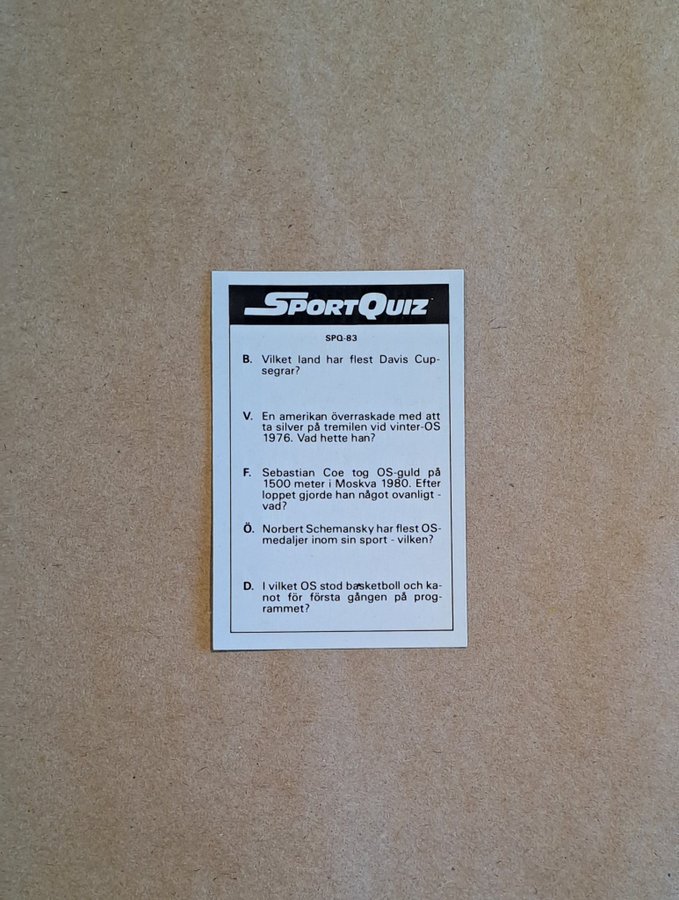 SPORTQUIZ
SPQ-83
B. Vilket land har flest Davis Cup-
segrar?
V. En amerikan överraskade med att
ta silver på tremilen vid vinter-OS
1976. Vad hette han?
F. Sebastian Coe tog OS-guld på
1500 meter i Moskva 1980. Efter
loppet gjorde han något ovanligt -
vad?
Ö. Norbert Schemansky har flest OS-
medaljer inom sin sport - vilken?
D. I vilket OS stod basketboll och ka-
not för första gången på prog-
rammet?